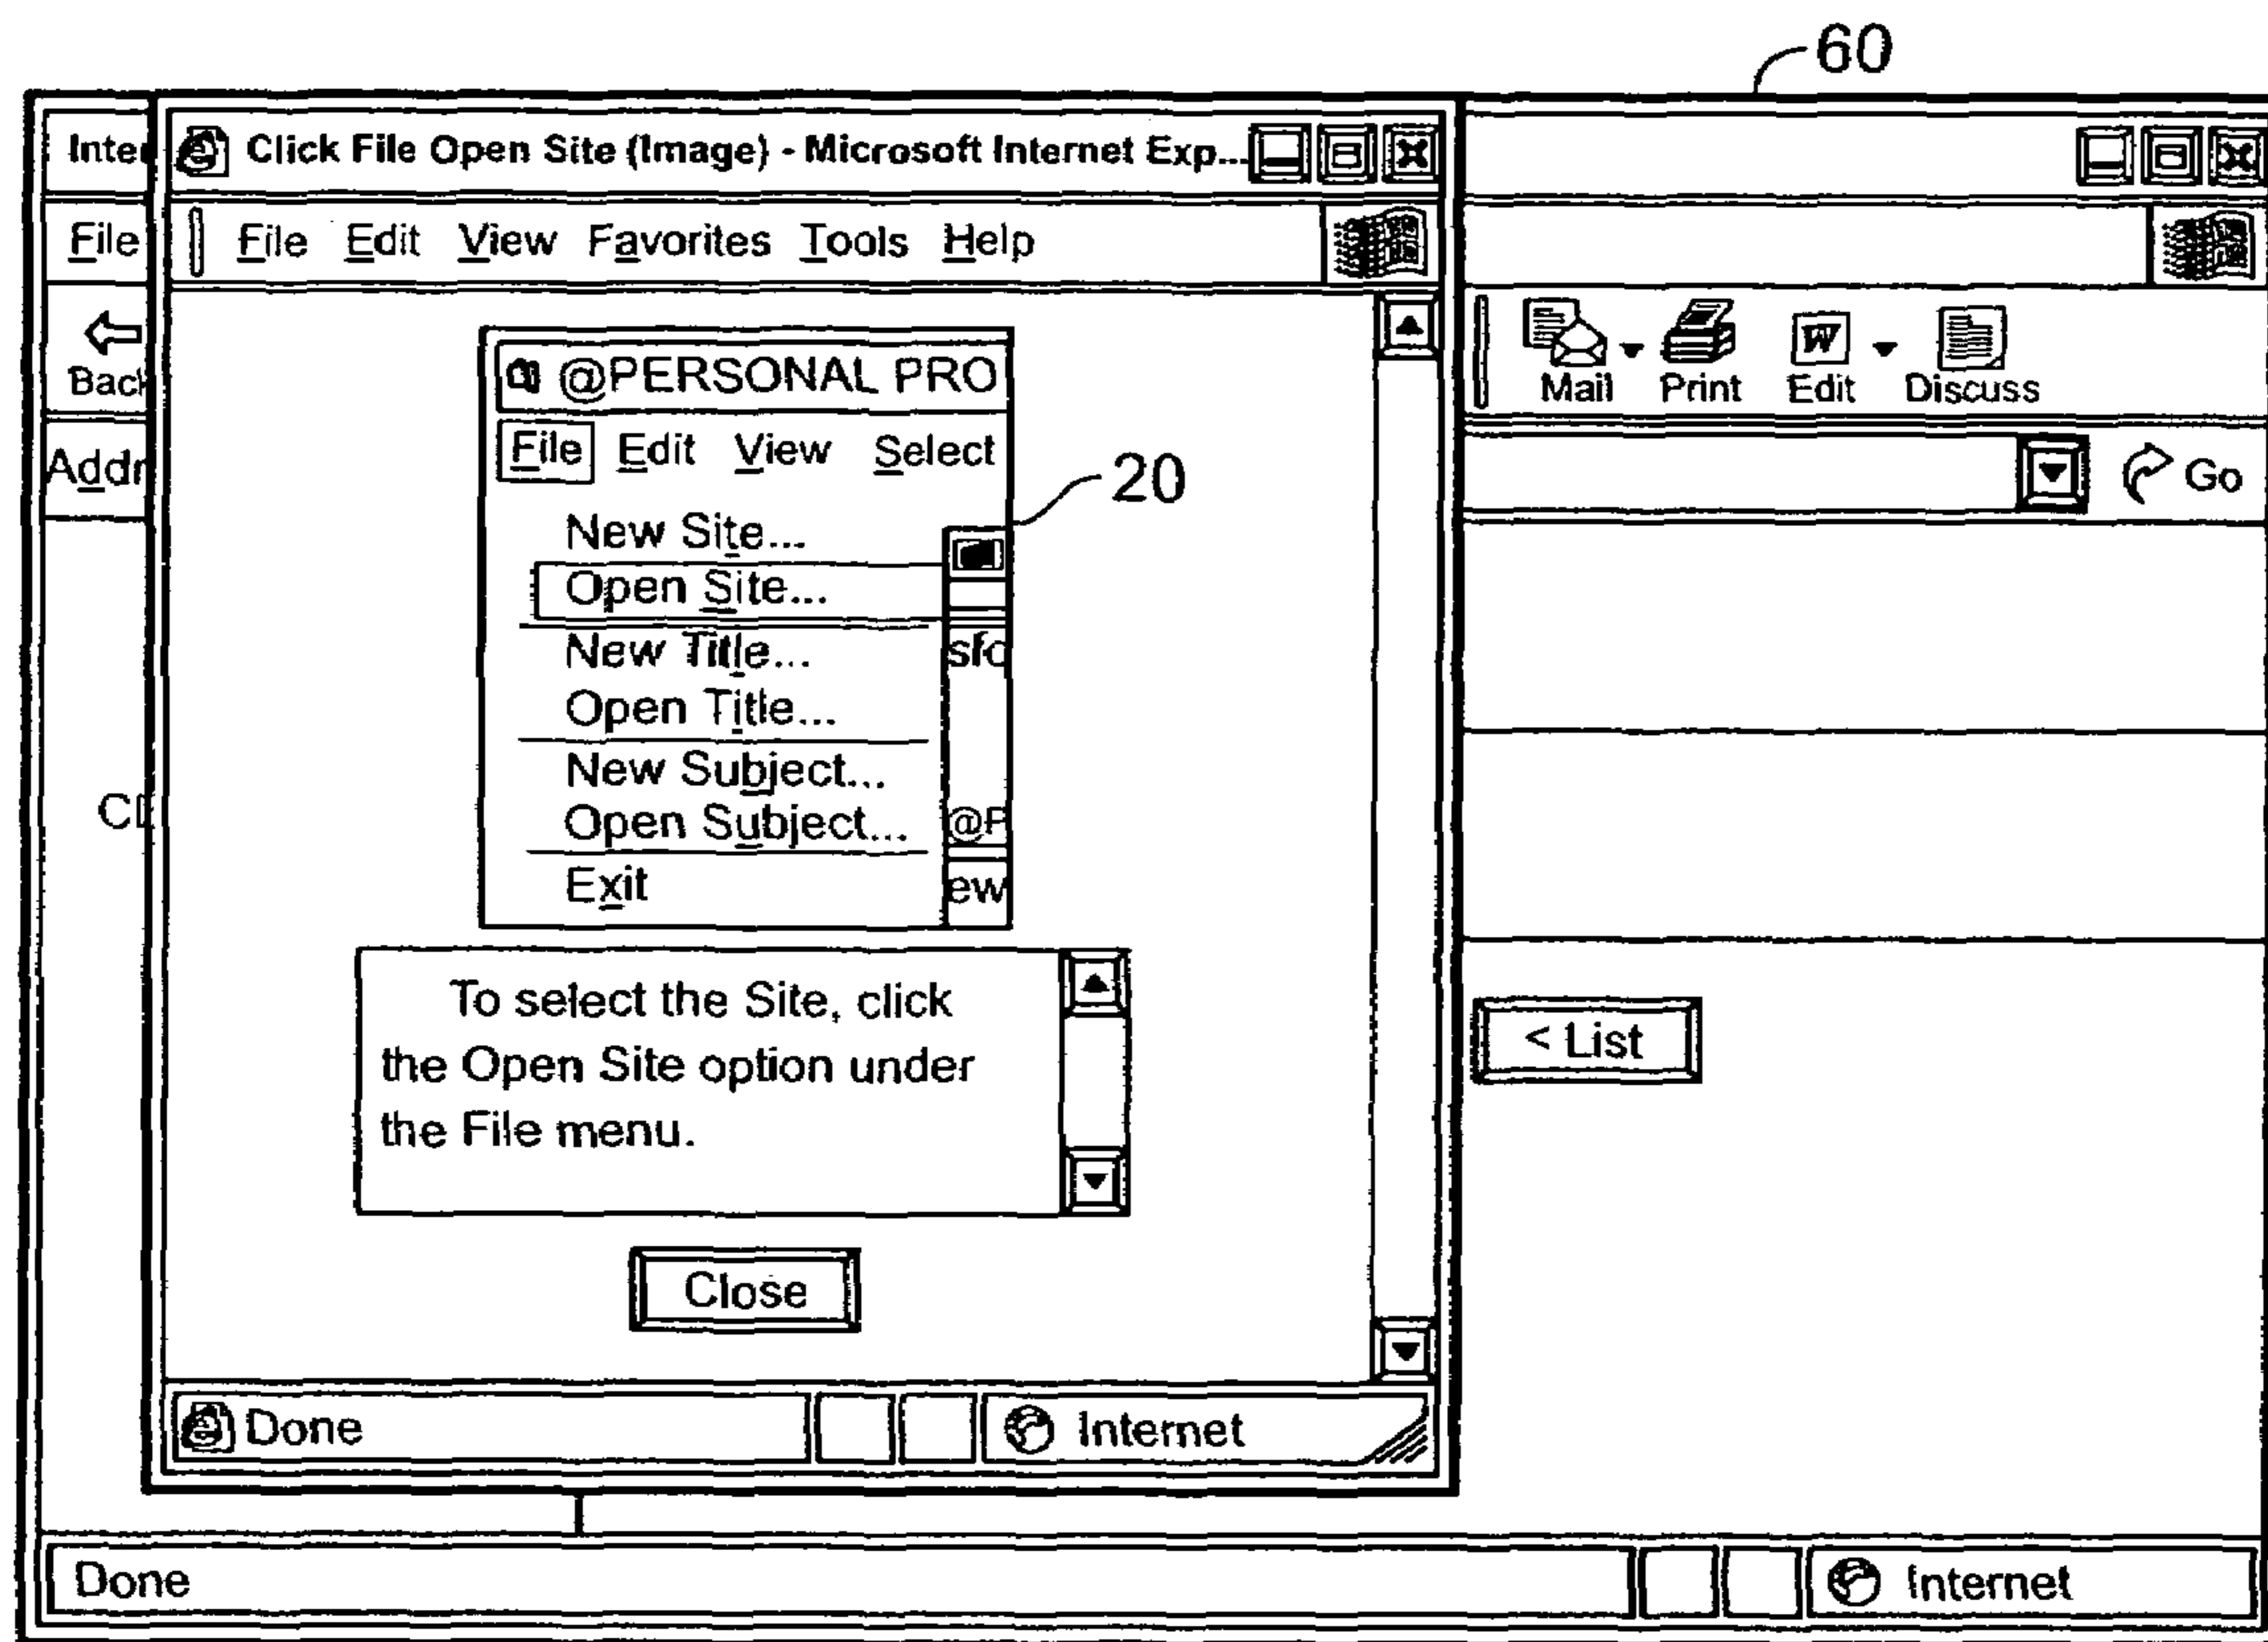 60
Click File Open Site (Image) - Microsoft Internet Exp...
File
File Edit View Favorites Tools Help
Mail Print Edit Discuss
@PERSONAL PRO
File Edit View Select
Go
20
New Site...
Open Site...
New Title...
Open Title...
New Subject...
Open Subject...
Exit
To select the Site, click
the Open Site option under
the File menu.
< List
Close
Done Internet
Done Internet